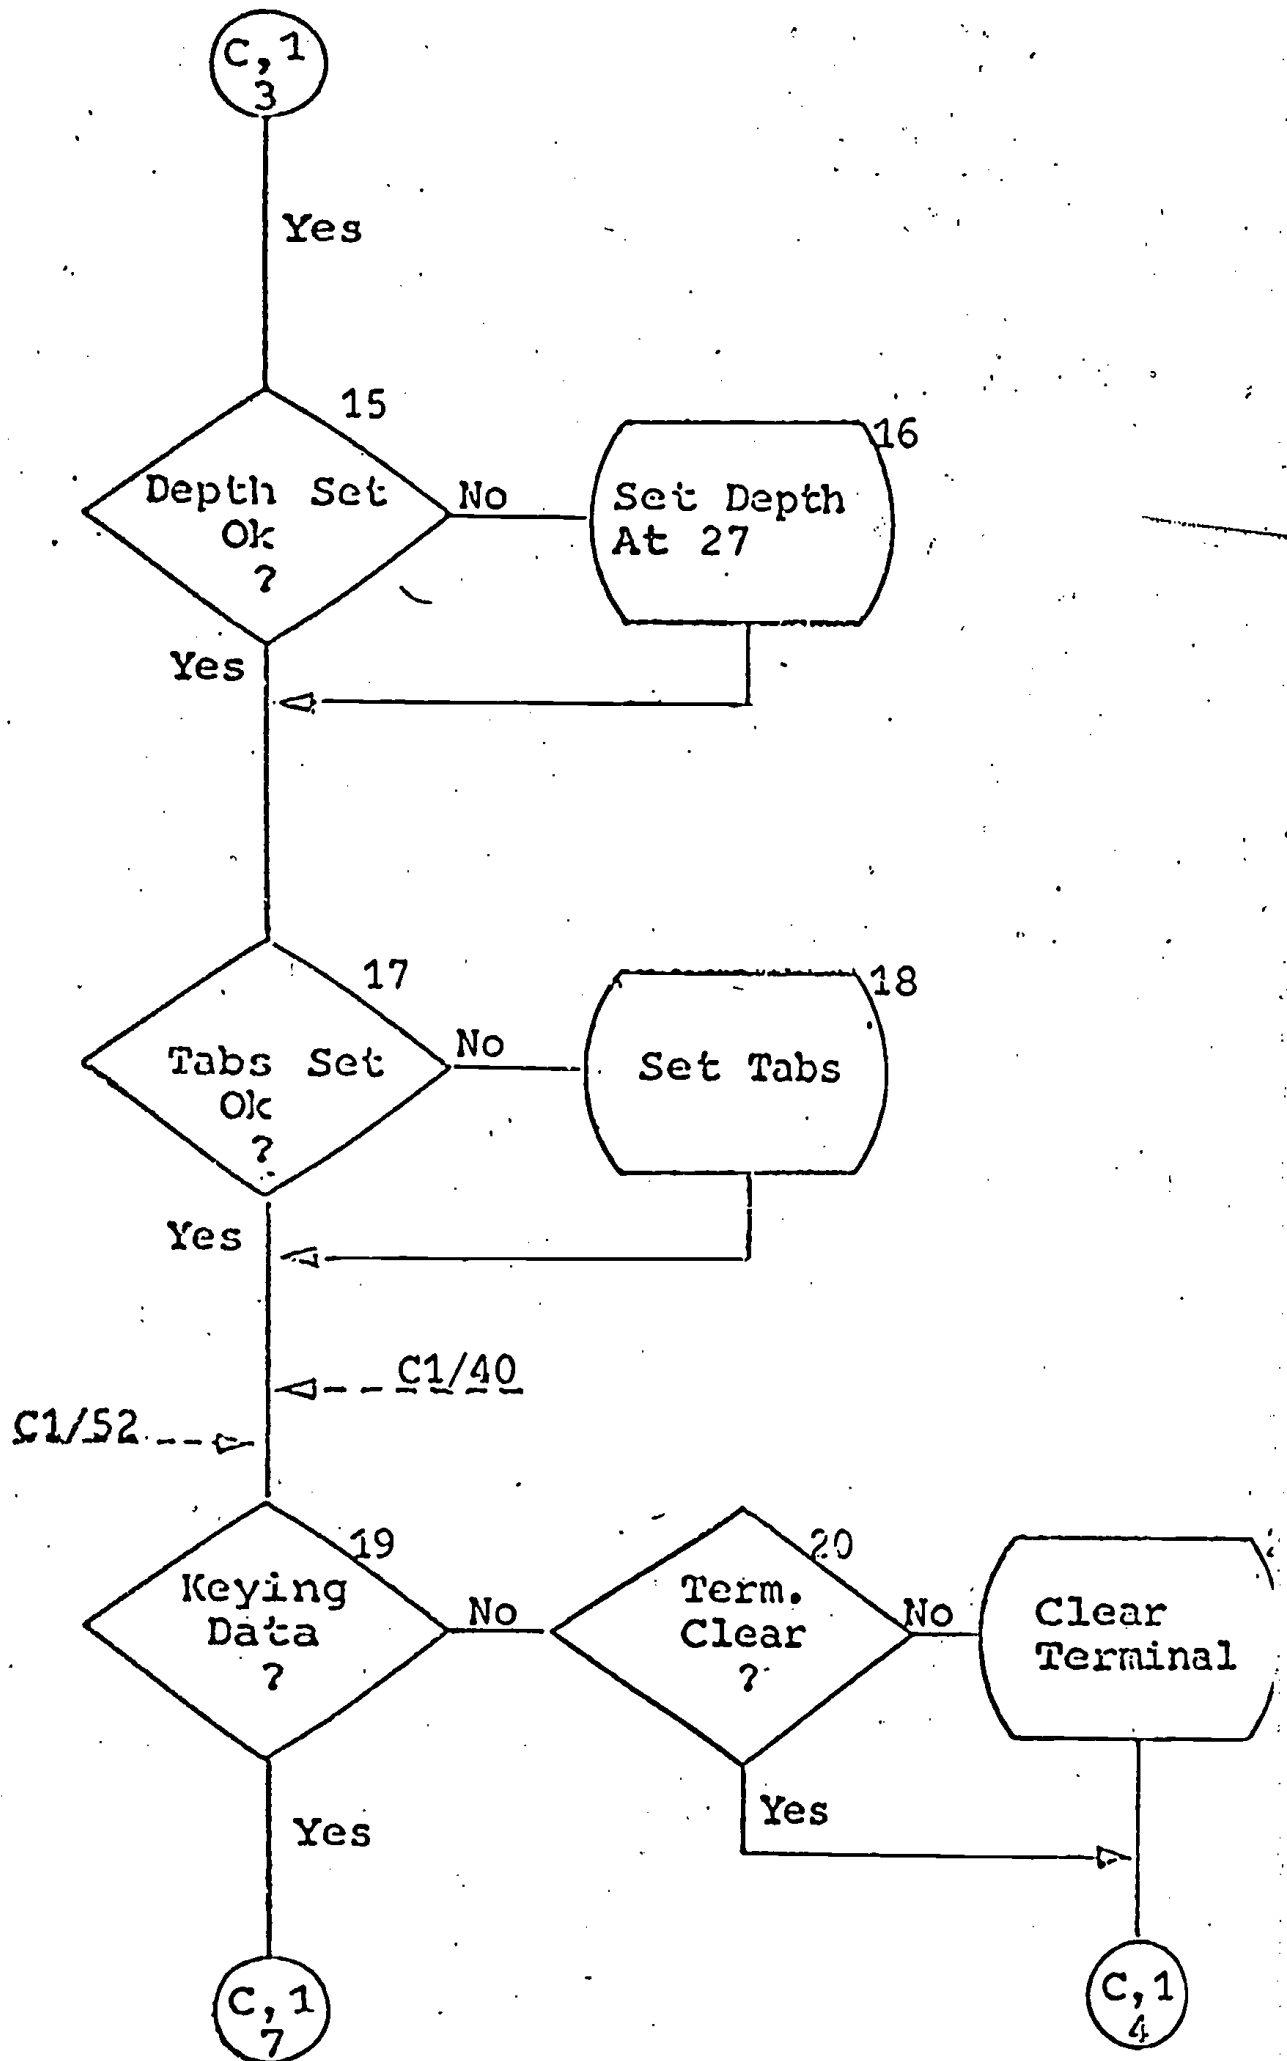 C,1
3
Yes
15
Depth Set
Ok
?
No
16
Set Depth
At 27
Yes
17
Tabs Set
Ok
?
No
18
Set Tabs
Yes
C1/40
C1/52
19
Keying
Data
?
No
20
Term.
Clear
?
No
Clear
Terminal
Yes
Yes
C,1
7
C,1
4